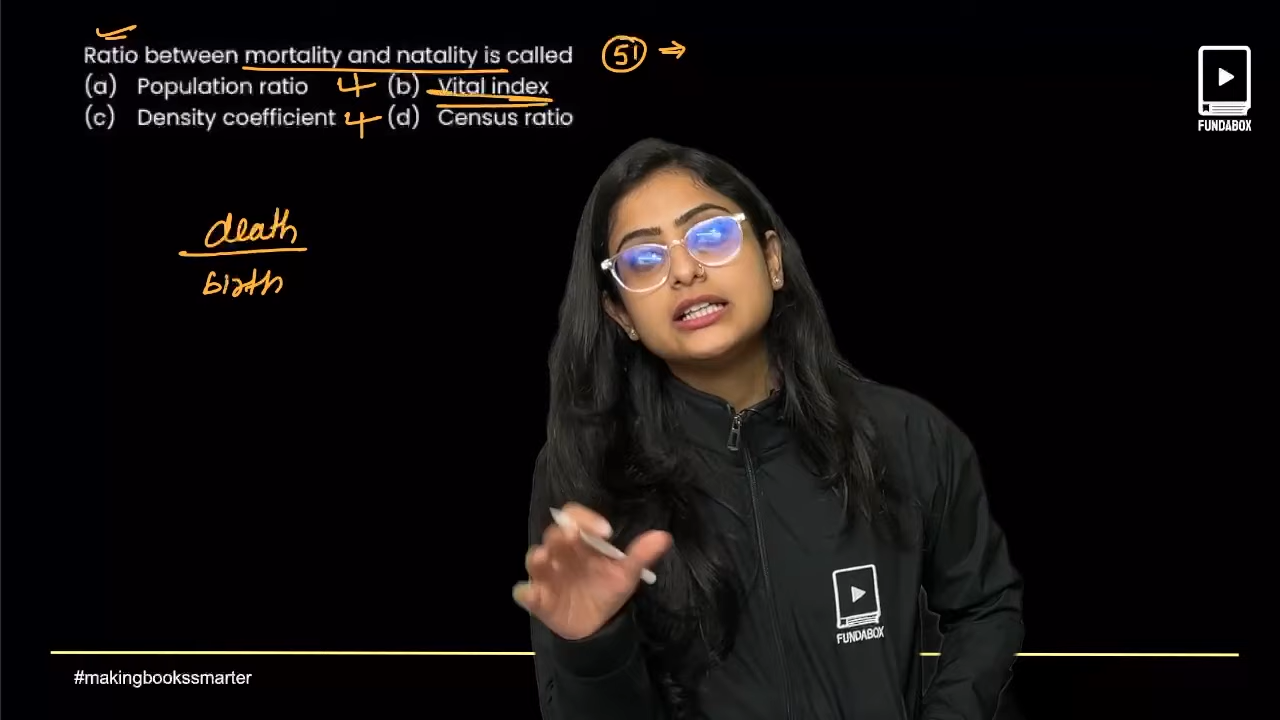 Ratio between mortality and natality is called 51 →
(a) Population ratio (b) Vital index
(c) Density coefficient (d) Census ratio
FUNDABOX
death
birth
FUNDABOX
#makingbookssmarter